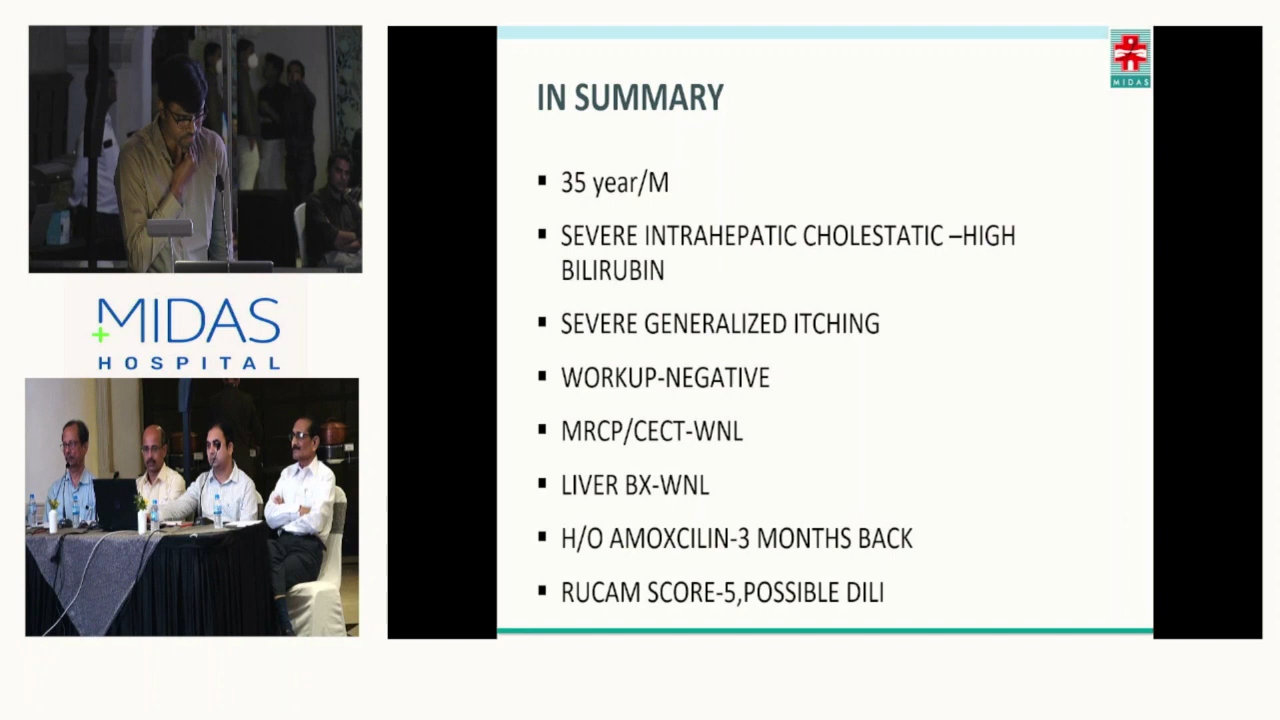 MIDAS
HOSPITAL
MIDAS
IN SUMMARY
35 year/M
SEVERE INTRAHEPATIC CHOLESTATIC –HIGH
BILIRUBIN
SEVERE GENERALIZED ITCHING
WORKUP-NEGATIVE
MRCP/CECT-WNL
LIVER BX-WNL
H/O AMOXCILIN-3 MONTHS BACK
RUCAM SCORE-5,POSSIBLE DILI